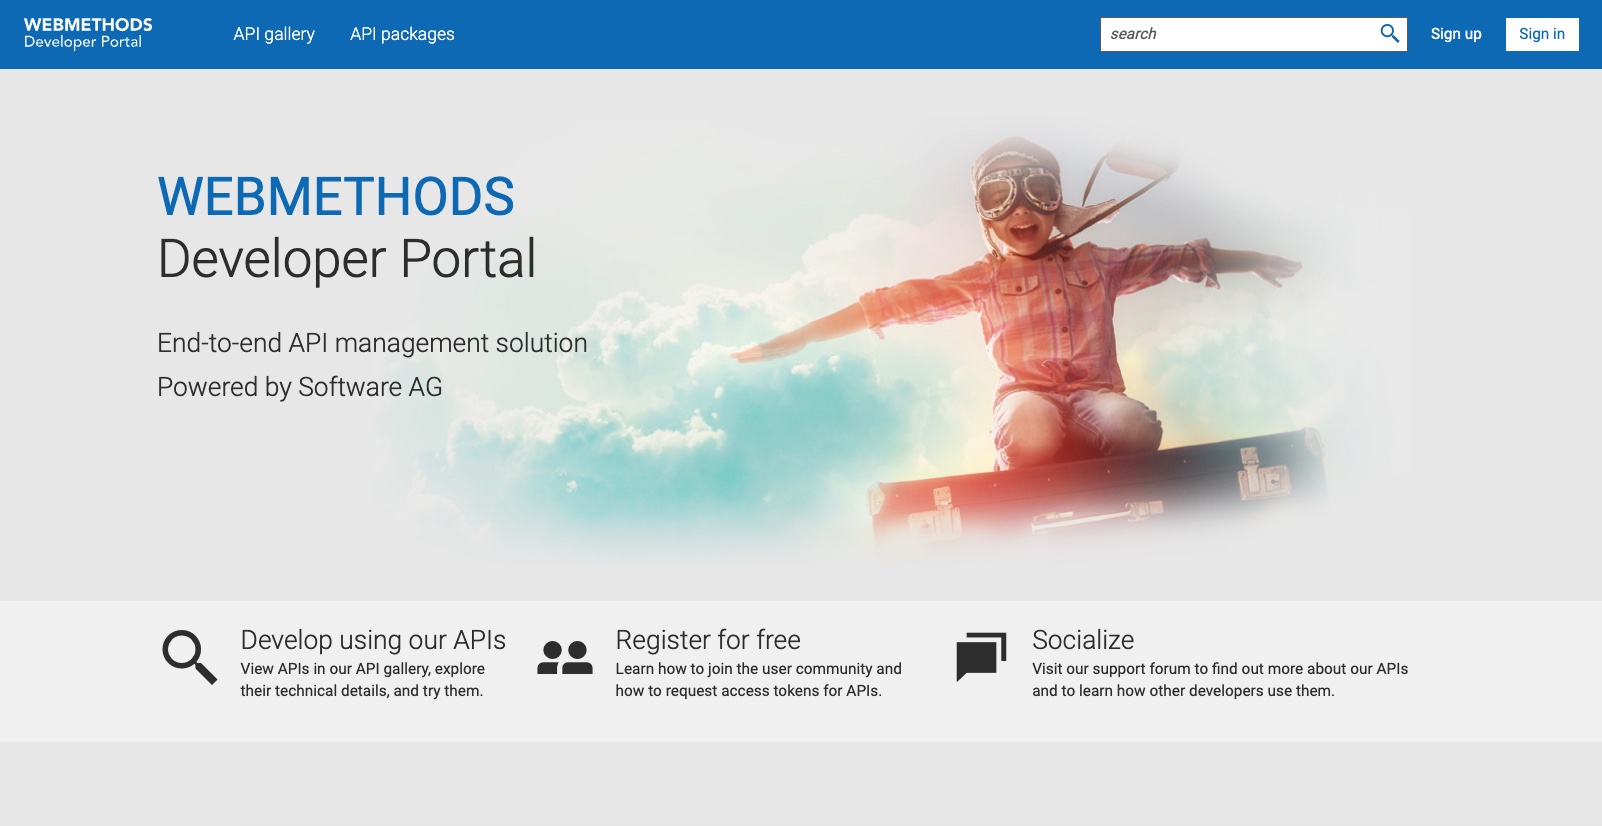 WEBMETHODS
Developer Portal
API gallery
API packages
search
Sign up
Sign in
WEBMETHODS
Developer Portal
End-to-end API management solution
Powered by Software AG
Develop using our APIs
View APIs in our API gallery, explore
their technical details, and try them.
Register for free
Learn how to join the user community and
how to request access tokens for APIs.
Socialize
Visit our support forum to find out more about our APIs
and to learn how other developers use them.